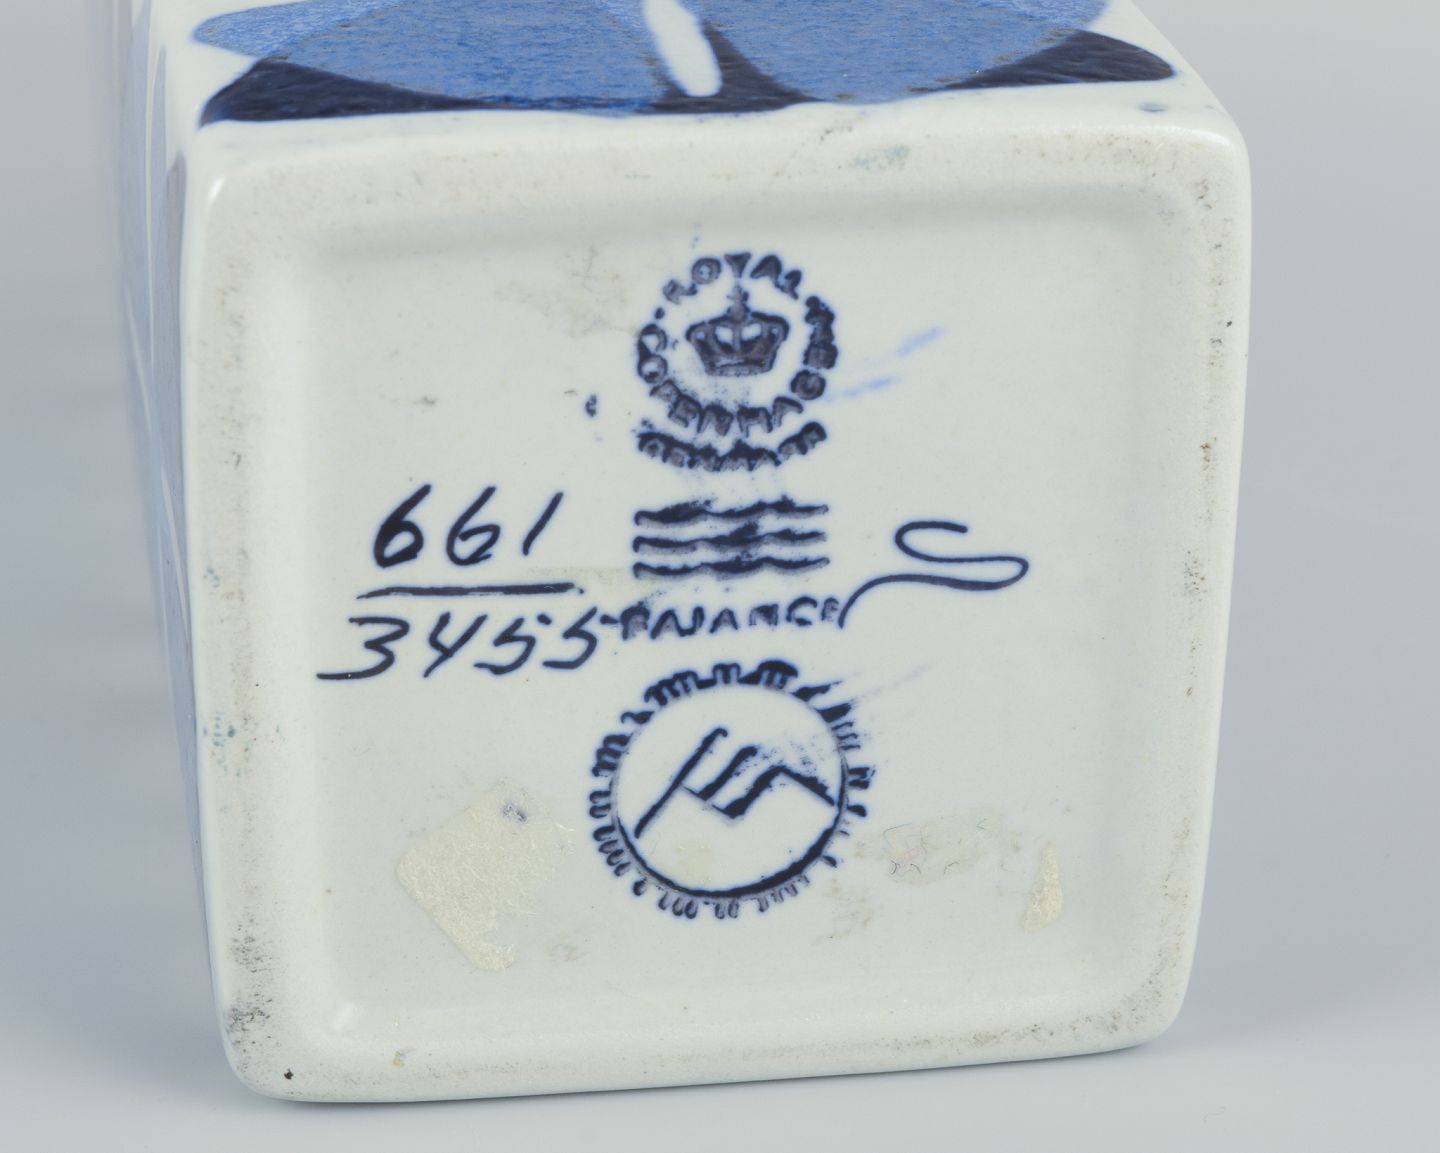 ROYAL
COPENHAGEN
DENMARK
661
3455
FAJANCE